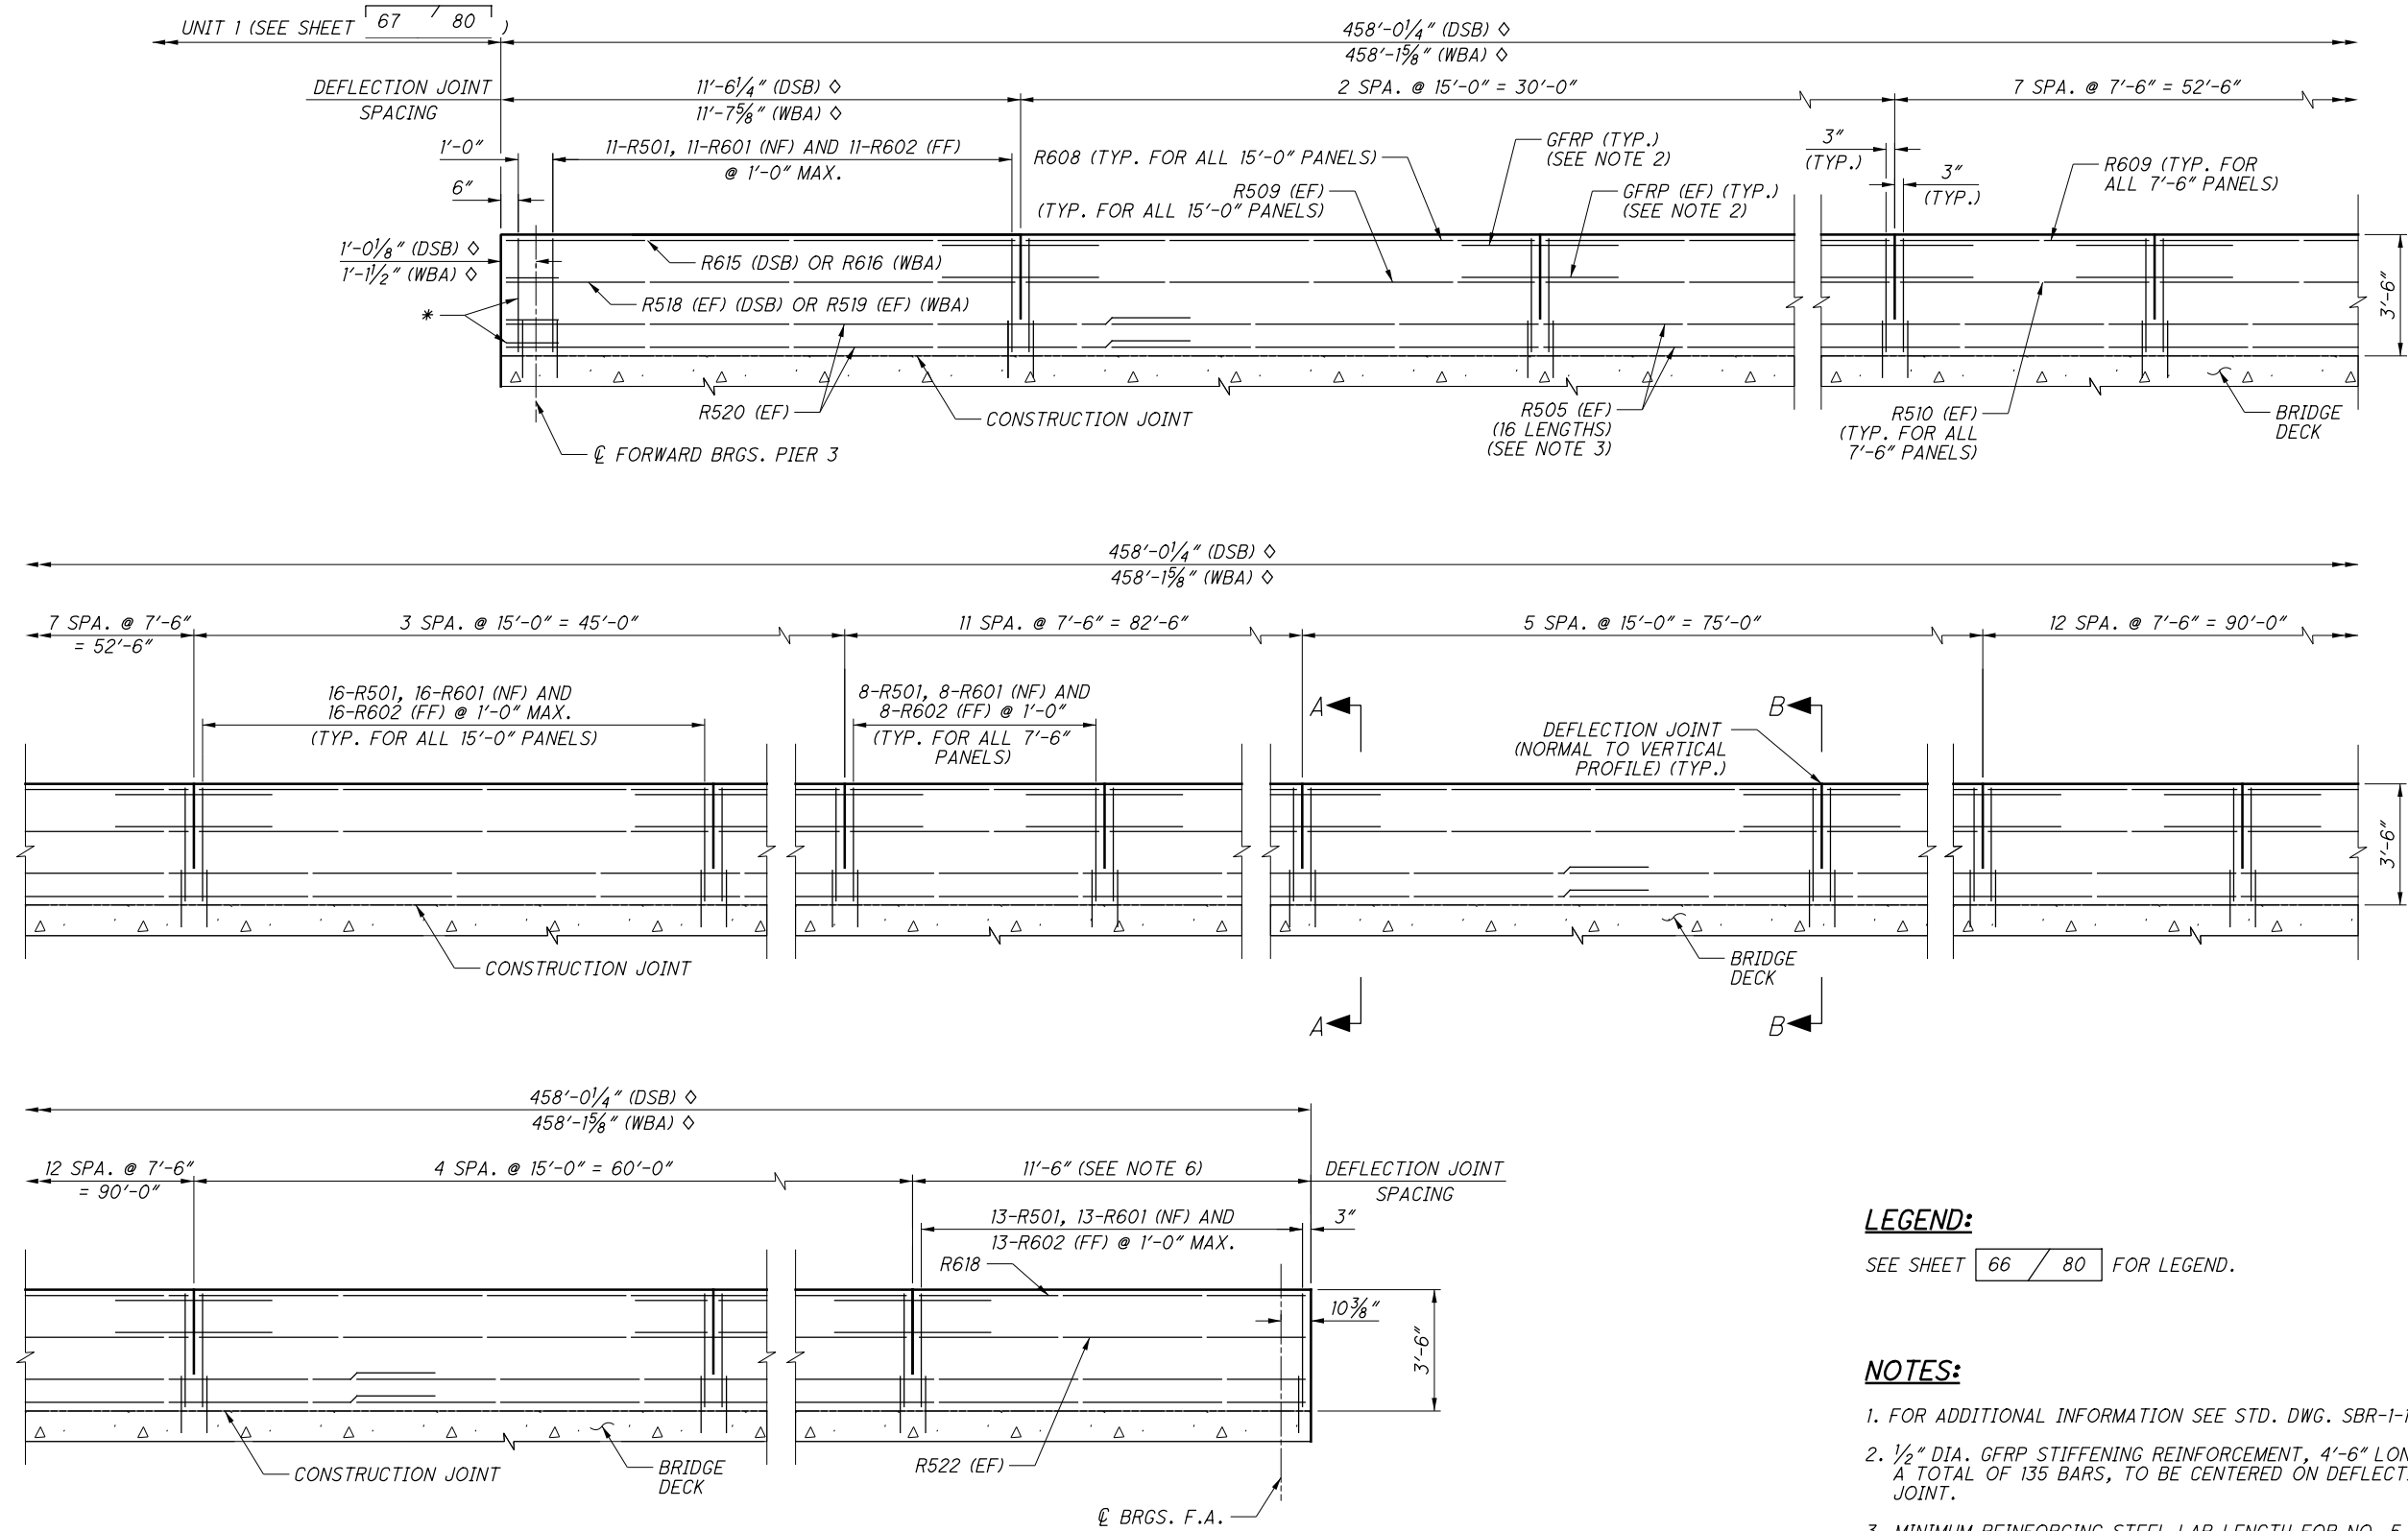 UNIT 1 (SEE SHEET 67 / 80 )
458'-0¼" (DSB) ◊
458'-1⅝" (WBA) ◊
DEFLECTION JOINT
SPACING
11'-6¼" (DSB) ◊
11'-7⅝" (WBA) ◊
2 SPA. @ 15'-0" = 30'-0"
7 SPA. @ 7'-6" = 52'-6"
1'-0"
6"
11-R501, 11-R601 (NF) AND 11-R602 (FF)
@ 1'-0" MAX.
R608 (TYP. FOR ALL 15'-0" PANELS)
R509 (EF)
(TYP. FOR ALL 15'-0" PANELS)
GFRP (TYP.)
(SEE NOTE 2)
GFRP (EF) (TYP.)
(SEE NOTE 2)
3"
(TYP.)
3"
(TYP.)
R609 (TYP. FOR
ALL 7'-6" PANELS)
1'-0⅛" (DSB) ◊
1'-1½" (WBA) ◊
*
R615 (DSB) OR R616 (WBA)
R518 (EF) (DSB) OR R519 (EF) (WBA)
3'-6"
R520 (EF)
CONSTRUCTION JOINT
℄ FORWARD BRGS. PIER 3
R505 (EF)
(16 LENGTHS)
(SEE NOTE 3)
R510 (EF)
(TYP. FOR ALL
7'-6" PANELS)
BRIDGE
DECK
458'-0¼" (DSB) ◊
458'-1⅝" (WBA) ◊
7 SPA. @ 7'-6"
= 52'-6"
3 SPA. @ 15'-0" = 45'-0"
11 SPA. @ 7'-6" = 82'-6"
5 SPA. @ 15'-0" = 75'-0"
12 SPA. @ 7'-6" = 90'-0"
16-R501, 16-R601 (NF) AND
16-R602 (FF) @ 1'-0" MAX.
(TYP. FOR ALL 15'-0" PANELS)
8-R501, 8-R601 (NF) AND
8-R602 (FF) @ 1'-0"
(TYP. FOR ALL 7'-6"
PANELS)
A
B
DEFLECTION JOINT
(NORMAL TO VERTICAL
PROFILE) (TYP.)
3'-6"
CONSTRUCTION JOINT
BRIDGE
DECK
A
B
458'-0¼" (DSB) ◊
458'-1⅝" (WBA) ◊
12 SPA. @ 7'-6"
= 90'-0"
4 SPA. @ 15'-0" = 60'-0"
11'-6" (SEE NOTE 6)
DEFLECTION JOINT
SPACING
13-R501, 13-R601 (NF) AND
13-R602 (FF) @ 1'-0" MAX.
3"
R618
10⅜"
3'-6"
CONSTRUCTION JOINT
BRIDGE
DECK
R522 (EF)
℄ BRGS. F.A.
LEGEND:
SEE SHEET 66 / 80 FOR LEGEND.
NOTES:
1. FOR ADDITIONAL INFORMATION SEE STD. DWG. SBR-1-1
2. ½" DIA. GFRP STIFFENING REINFORCEMENT, 4'-6" LON
A TOTAL OF 135 BARS, TO BE CENTERED ON DEFLECT
JOINT.
3. MINIMUM REINFORCING STEEL LAP LENGTH FOR NO. 5